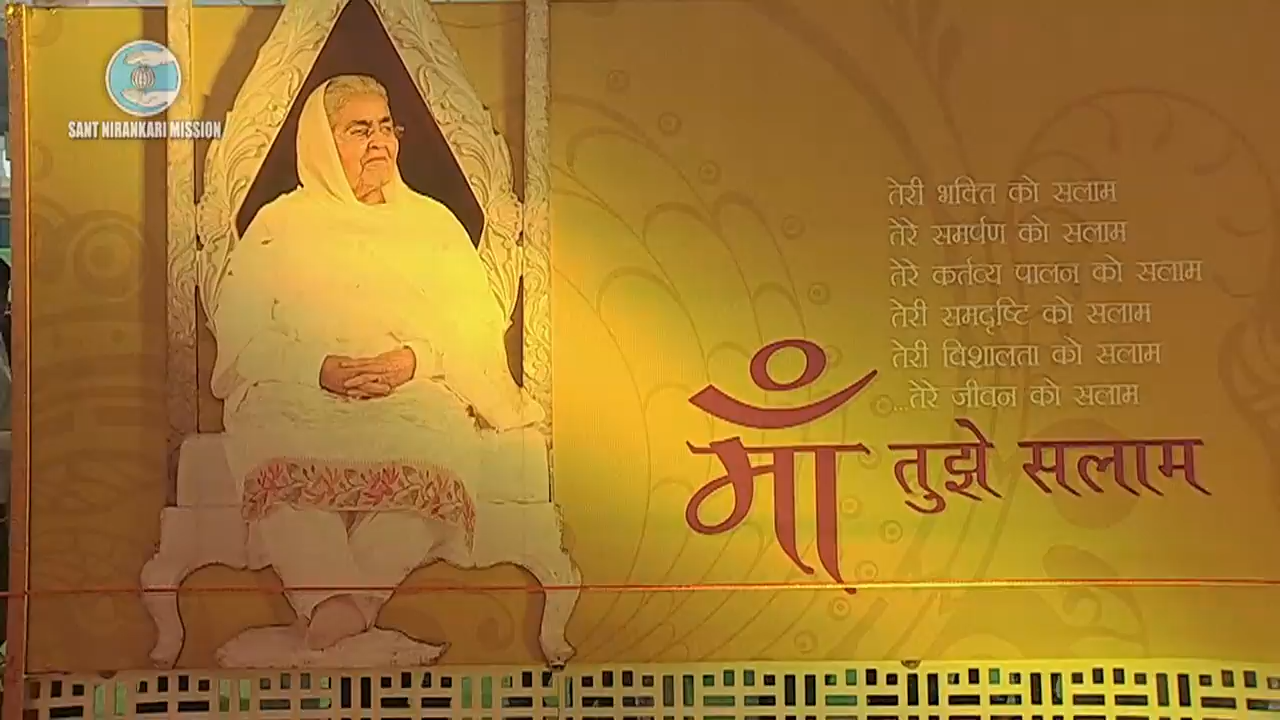 SANT NIRANKARI MISSION
तेरी भक्ति को सलाम
तेरे समर्पण को सलाम
तेरे कर्तव्य पालन को सलाम
तेरी समदृष्टि को सलाम
तेरी विशालता को सलाम
...तेरे जीवन को सलाम
माँ तुझे सलाम